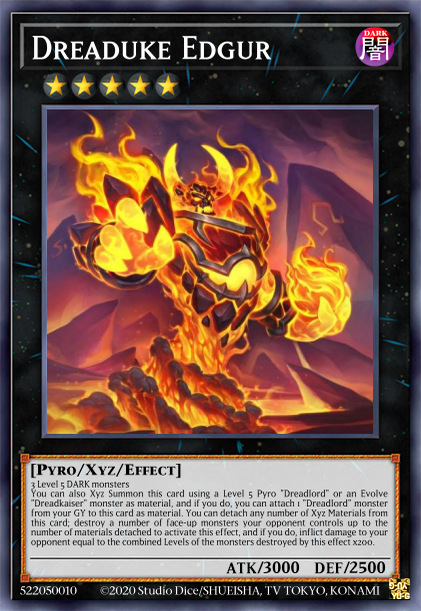 DREADUKE EDGUR
DARK
闇
[PYRO/XYZ/EFFECT]
3 Level 5 DARK monsters
You can also Xyz Summon this card using a Level 5 Pyro "Dreadlord" or an Evolve
"Dreadkaiser" monster as material, and if you do, you can attach 1 "Dreadlord" monster
from your GY to this card as material. You can detach any number of Xyz Materials from
this card; destroy a number of face-up monsters your opponent controls up to the
number of materials detached to activate this effect, and if you do, inflict damage to your
opponent equal to the combined Levels of the monsters destroyed by this effect x200.
ATK/3000 DEF/2500
522050010 ©2020 Studio Dice/SHUEISHA, TV TOKYO, KONAMI